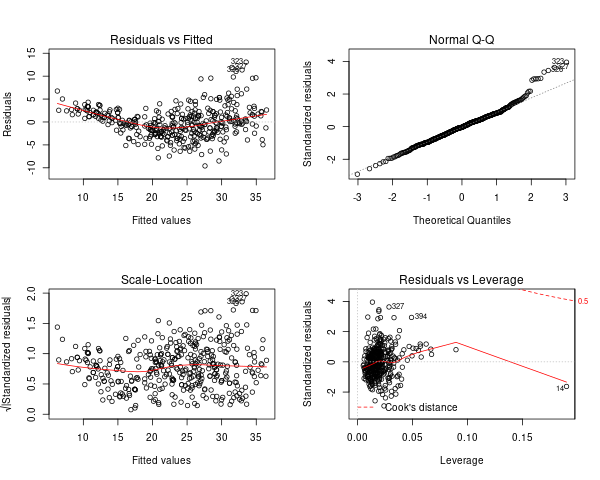 Residuals vs Fitted
Residuals
15
10
5
0
-5
-10
323
10 15 20 25 30 35
Fitted values
Normal Q-Q
Standardized residuals
4
2
0
-2
323
-3 -2 -1 0 1 2 3
Theoretical Quantiles
Scale-Location
√|Standardized residuals|
2.0
1.5
1.0
0.5
0.0
323
10 15 20 25 30 35
Fitted values
Residuals vs Leverage
Standardized residuals
4
2
0
-2
327
394
14
0.5
Cook's distance
0.00 0.05 0.10 0.15
Leverage